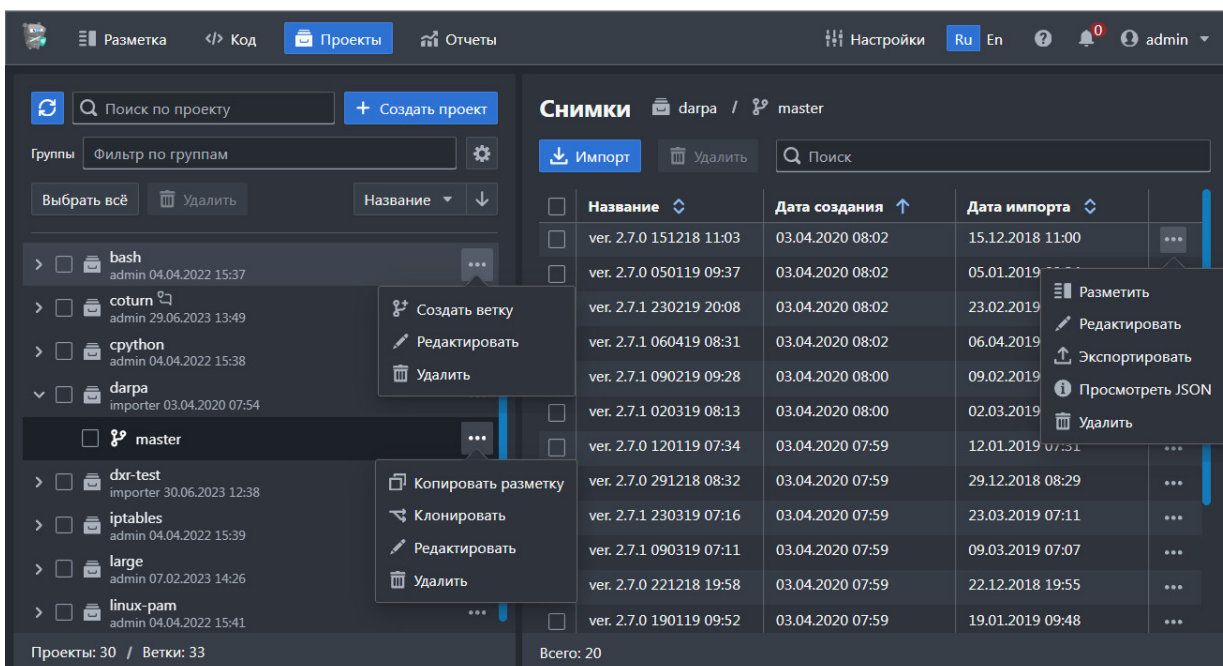 Разметка </> Код Проекты Отчеты Настройки Ru En 0 admin
Поиск по проекту + Создать проект
Группы Фильтр по группам
Выбрать всё Удалить Название
bash
admin 04.04.2022 15:37
coturn
admin 29.06.2023 13:49
cpython
admin 04.04.2022 15:38
darpa
importer 03.04.2020 07:54
master
dxr-test
importer 30.06.2023 12:38
iptables
admin 04.04.2022 15:39
large
admin 07.02.2023 14:26
linux-pam
admin 04.04.2022 15:41
Проекты: 30 / Ветки: 33
Создать ветку
Редактировать
Удалить
Копировать разметку
Клонировать
Редактировать
Удалить
Снимки darpa / master
Импорт Удалить Поиск
Название Дата создания Дата импорта
ver. 2.7.0 151218 11:03 03.04.2020 08:02 15.12.2018 11:00
ver. 2.7.0 050119 09:37 03.04.2020 08:02 05.01.2019
ver. 2.7.1 230219 20:08 03.04.2020 08:02 23.02.2019
ver. 2.7.1 060419 08:31 03.04.2020 08:02 06.04.2019
ver. 2.7.1 090219 09:28 03.04.2020 08:00 09.02.2019
ver. 2.7.1 020319 08:13 03.04.2020 08:00 02.03.2019
ver. 2.7.0 120119 07:34 03.04.2020 07:59 12.01.2019 07:31
ver. 2.7.0 291218 08:32 03.04.2020 07:59 29.12.2018 08:29
ver. 2.7.1 230319 07:16 03.04.2020 07:59 23.03.2019 07:11
ver. 2.7.1 090319 07:11 03.04.2020 07:59 09.03.2019 07:07
ver. 2.7.0 221218 19:58 03.04.2020 07:59 22.12.2018 19:55
ver. 2.7.0 190119 09:52 03.04.2020 07:59 19.01.2019 09:48
Разметить
Редактировать
Экспортировать
Просмотреть JSON
Удалить
Всего: 20